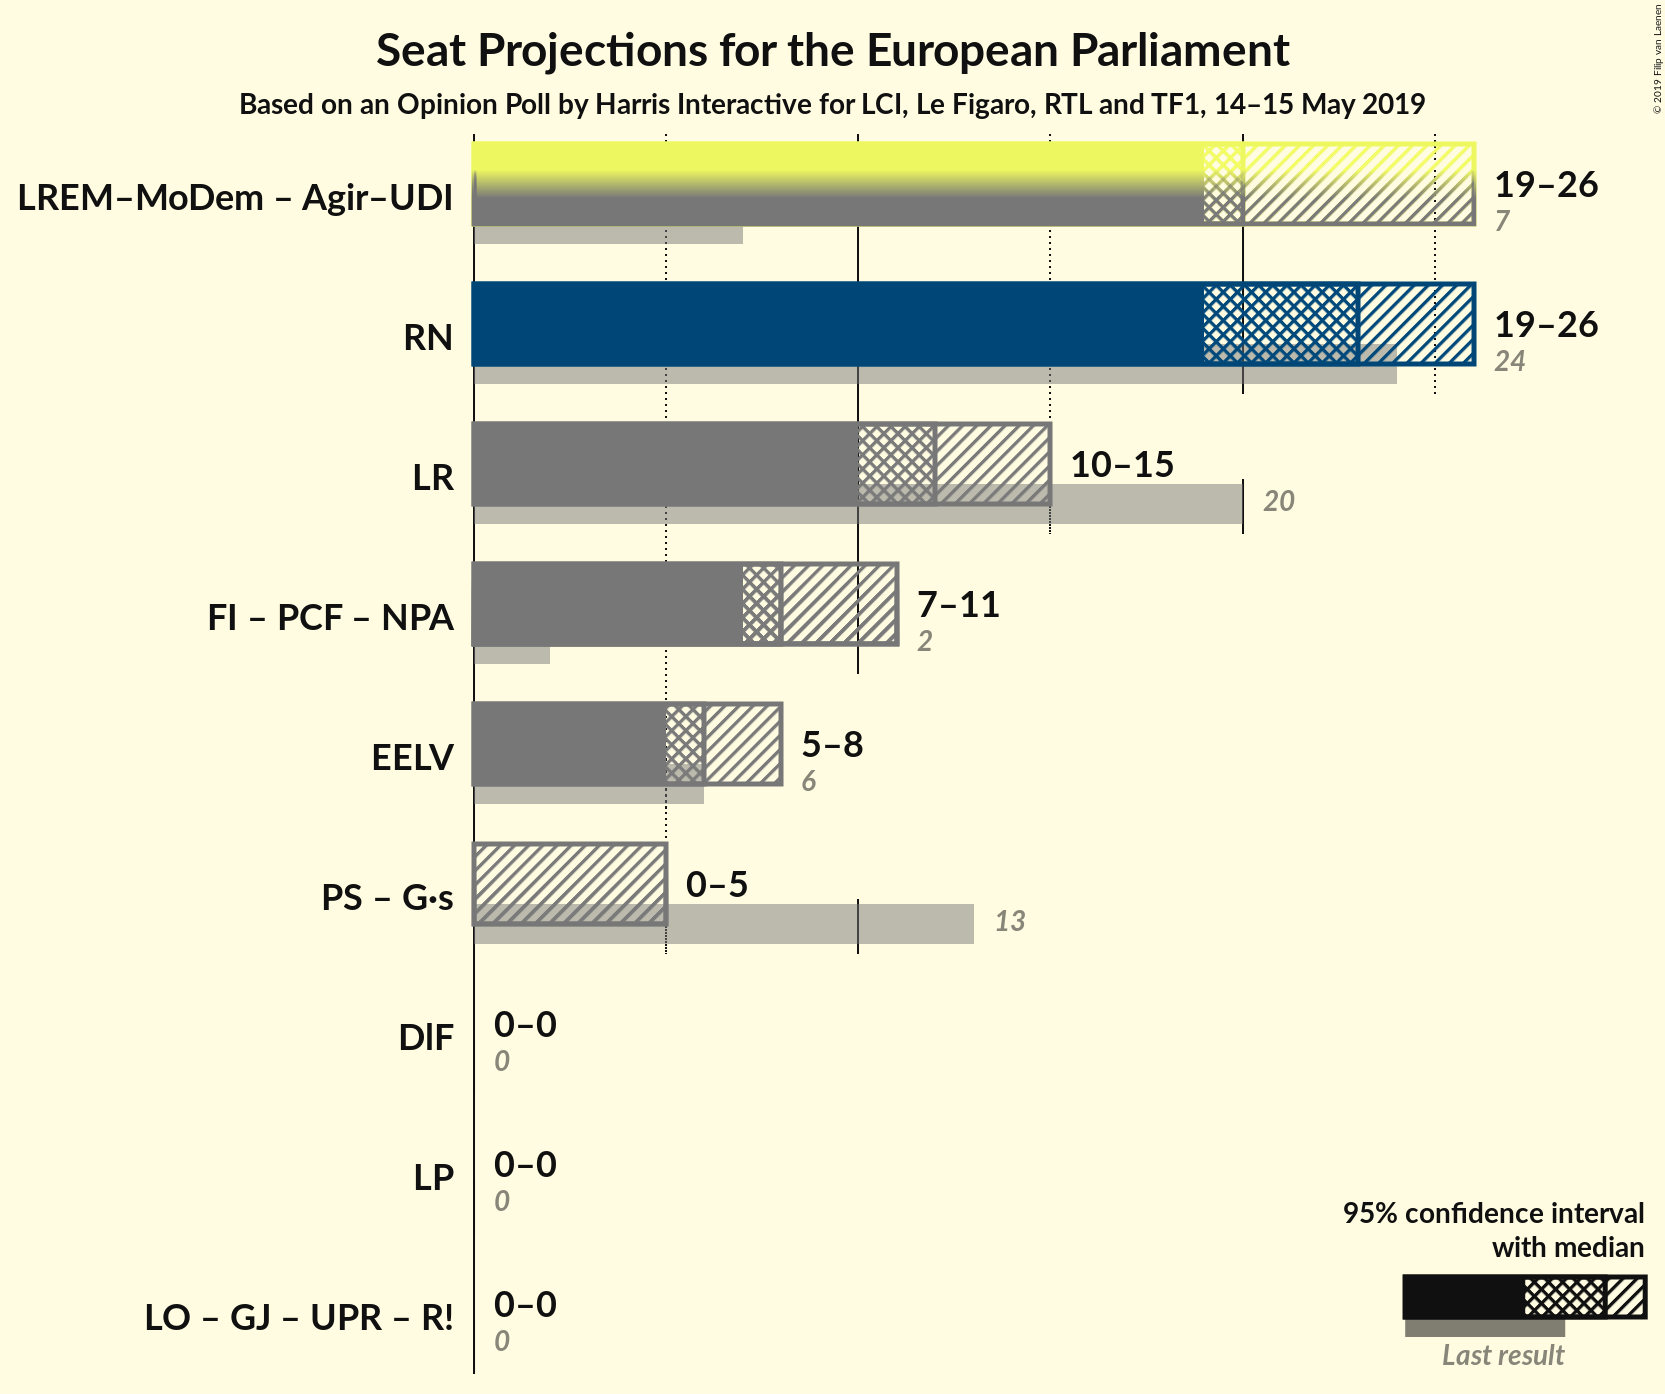 Seat Projections for the European Parliament
Based on an Opinion Poll by Harris Interactive for LCI, Le Figaro, RTL and TF1, 14–15 May 2019
© 2019 Filip van Laenen
LREM–MoDem – Agir–UDI
19–26
7
RN
19–26
24
LR
10–15
20
FI – PCF – NPA
7–11
2
EELV
5–8
6
PS – G·s
0–5
13
DlF
0–0
0
LP
0–0
0
LO – GJ – UPR – R!
0–0
0
95% confidence interval
with median
Last result